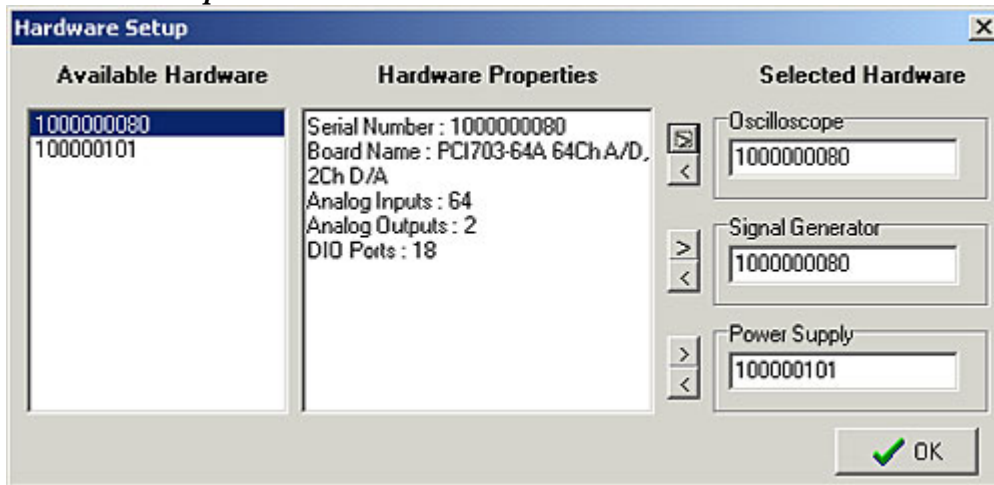 Hardware Setup
Available Hardware
Hardware Properties
Selected Hardware
1000000080
100000101
Serial Number : 1000000080
Board Name : PCI703-64A 64Ch A/D,
2Ch D/A
Analog Inputs : 64
Analog Outputs : 2
DIO Ports : 18
>
<
Oscilloscope
1000000080
>
<
Signal Generator
1000000080
>
<
Power Supply
100000101
OK